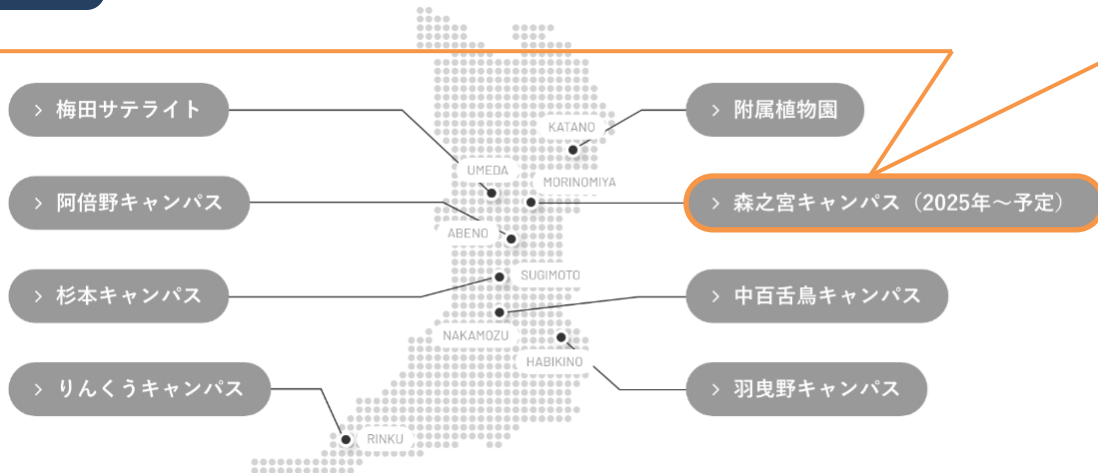 > 梅田サテライト
> 阿倍野キャンパス
> 杉本キャンパス
> りんくうキャンパス
KATANO
UMEDA
MORINOMIYA
ABENO
SUGIMOTO
NAKAMOZU
HABIKINO
RINKU
> 附属植物園
> 森之宮キャンパス（2025年～予定）
> 中百舌鳥キャンパス
> 羽曳野キャンパス